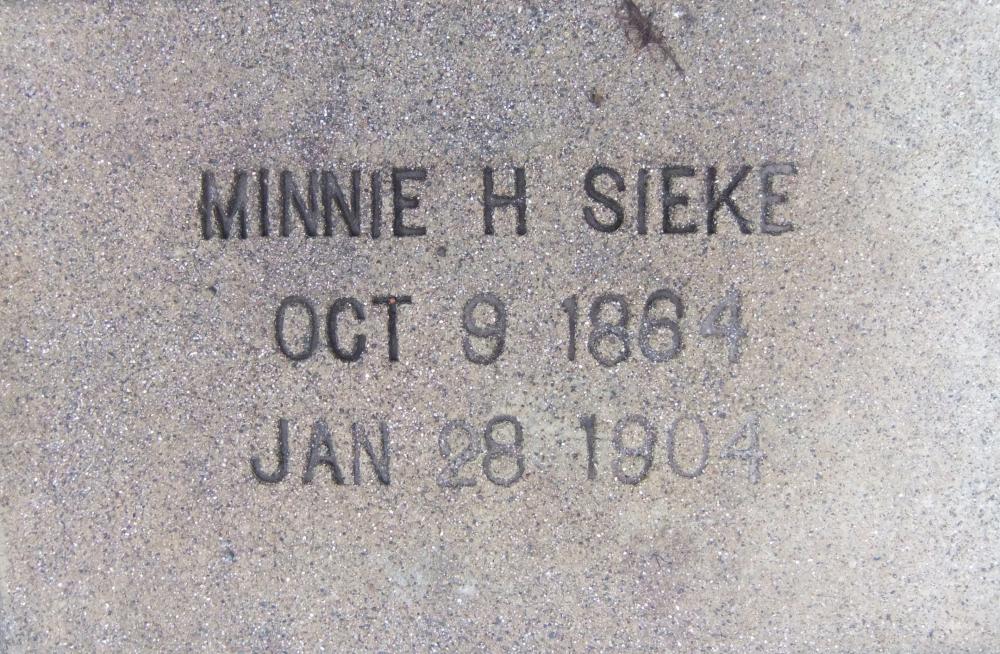 MINNIE H SIEKE
OCT 9 1864
JAN 28 1904